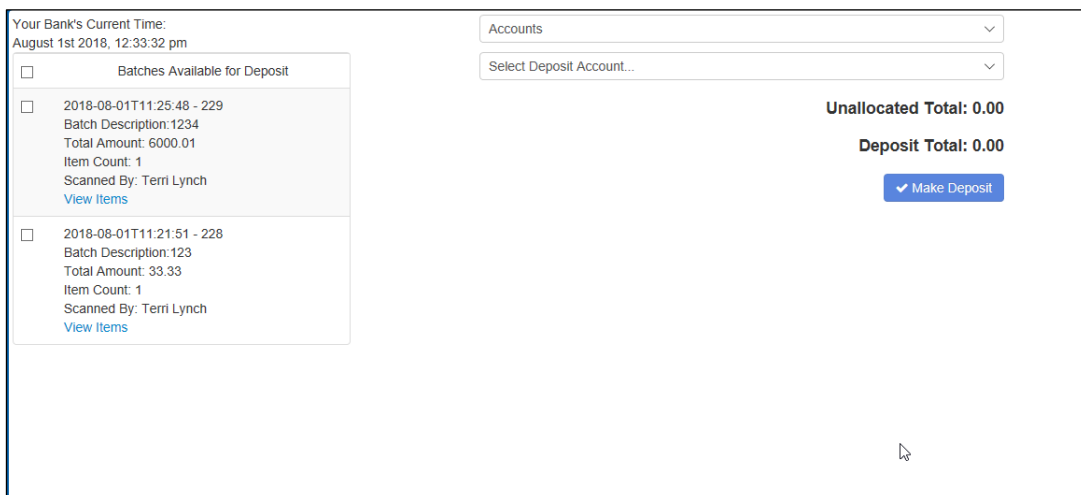 Your Bank's Current Time:
August 1st 2018, 12:33:32 pm
Batches Available for Deposit
2018-08-01T11:25:48 - 229
Batch Description:1234
Total Amount: 6000.01
Item Count: 1
Scanned By: Terri Lynch
View Items
2018-08-01T11:21:51 - 228
Batch Description:123
Total Amount: 33.33
Item Count: 1
Scanned By: Terri Lynch
View Items
Accounts
Select Deposit Account...
Unallocated Total: 0.00
Deposit Total: 0.00
Make Deposit